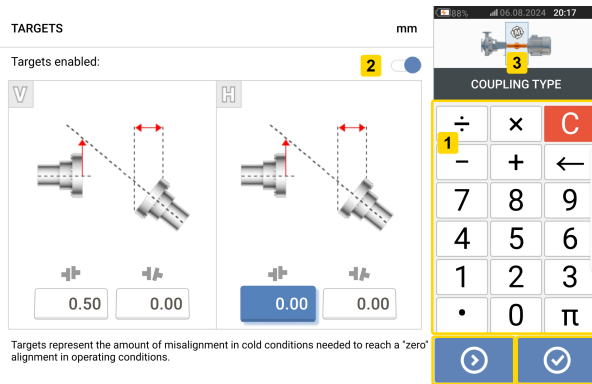 88% 06.08.2024 20:17
TARGETS mm
Targets enabled: 2
3
COUPLING TYPE
V H
÷ × C
1
− + ←
7 8 9
4 5 6
1 2 3
• 0 π
0.50 0.00 0.00 0.00
Targets represent the amount of misalignment in cold conditions needed to reach a "zero"
alignment in operating conditions.